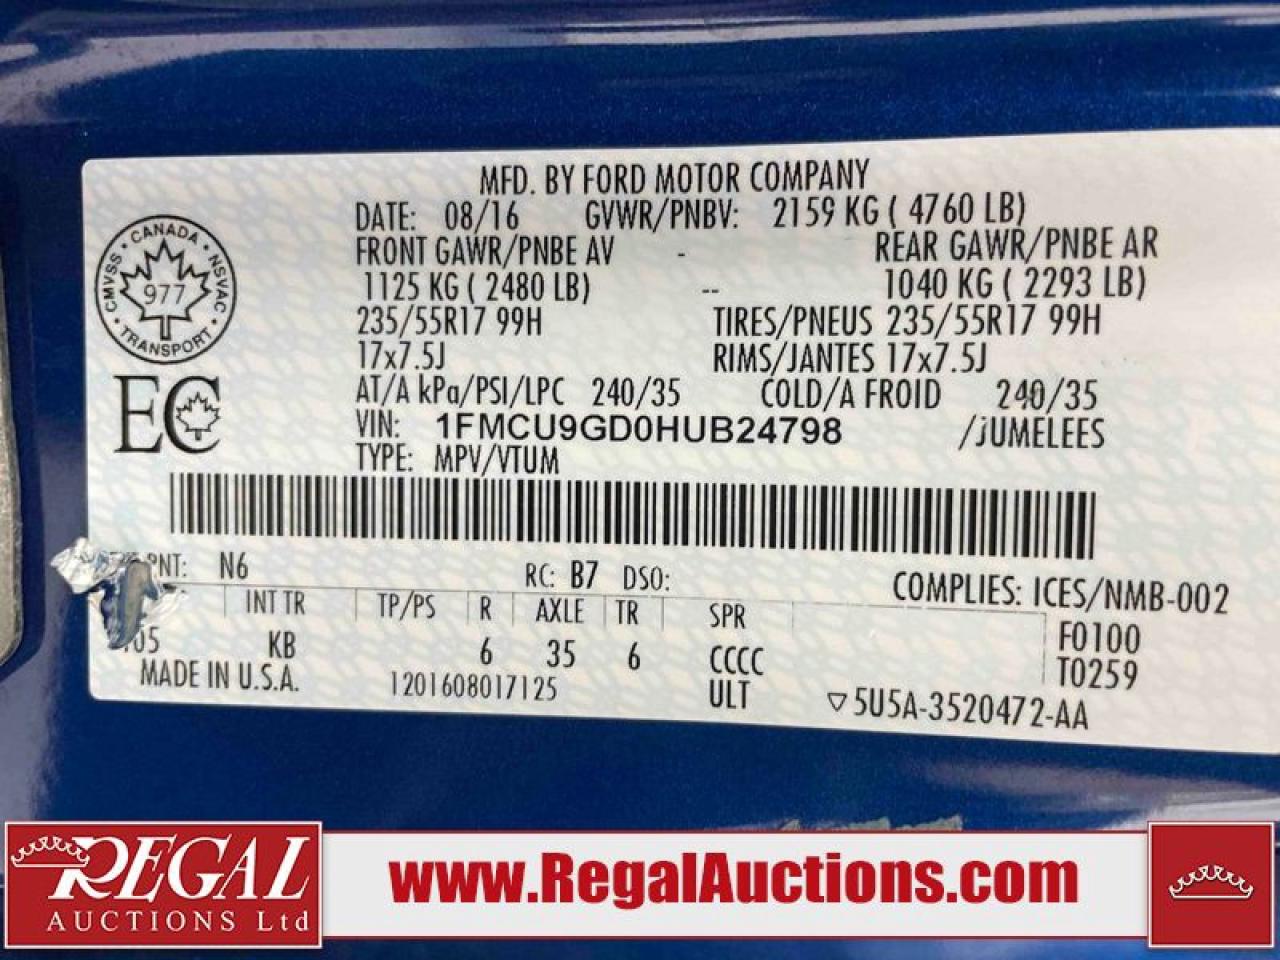 MFD. BY FORD MOTOR COMPANY
DATE: 08/16 GVWR/PNBV: 2159 KG ( 4760 LB)
FRONT GAWR/PNBE AV - REAR GAWR/PNBE AR
1125 KG ( 2480 LB) -- 1040 KG ( 2293 LB)
235/55R17 99H TIRES/PNEUS 235/55R17 99H
17x7.5J RIMS/JANTES 17x7.5J
AT/A kPa/PSI/LPC 240/35 COLD/A FROID 240/35
VIN: 1FMCU9GD0HUB24798 /JUMELEES
TYPE: MPV/VTUM
CANADA
CMVSS NSVAC
977
TRANSPORT
EC
PNT: N6 RC: B7 DSO: COMPLIES: ICES/NMB-002
INT TR TP/PS R AXLE TR SPR F0100
05 KB 6 35 6 CCCC T0259
MADE IN U.S.A. 1201608017125 ULT ▽5U5A-3520472-AA
REGAL
AUCTIONS Ltd
www.RegalAuctions.com